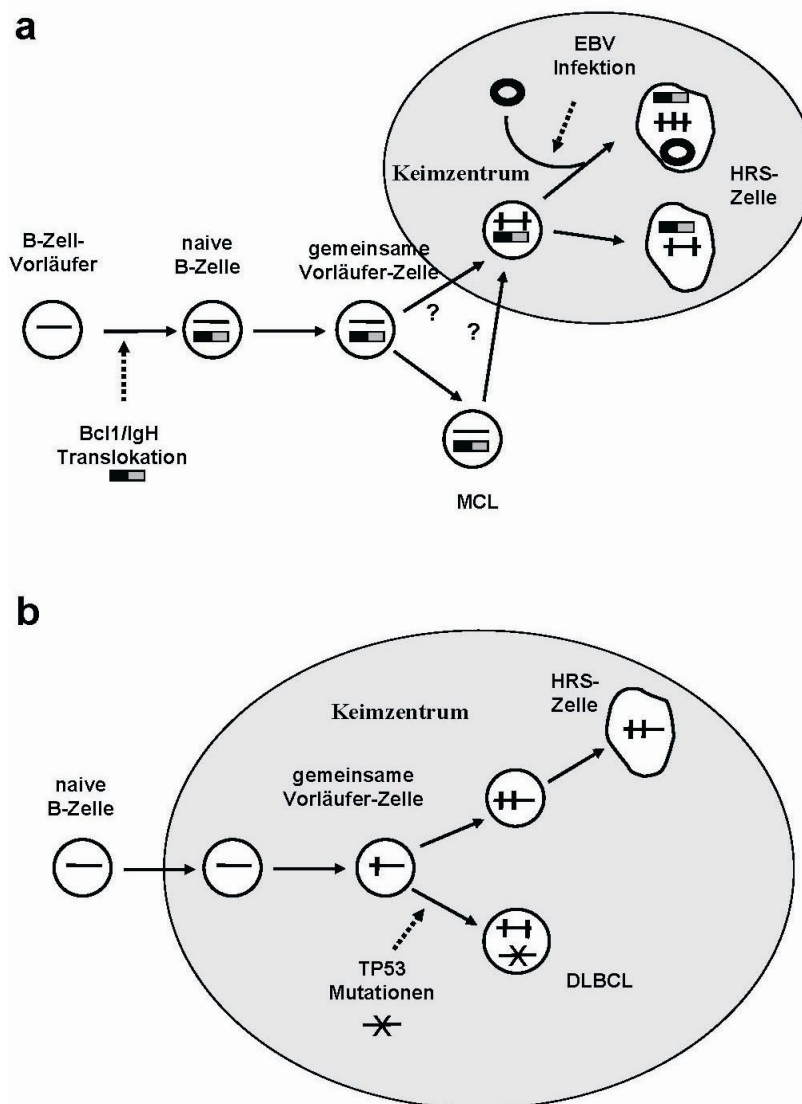 a
EBV
Infektion
Keimzentrum
HRS-
Zelle
B-Zell-
Vorläufer
naive
B-Zelle
gemeinsame
Vorläufer-Zelle
?
?
Bcl1/IgH
Translokation
MCL
b
Keimzentrum
HRS-
Zelle
naive
B-Zelle
gemeinsame
Vorläufer-Zelle
TP53
Mutationen
DLBCL